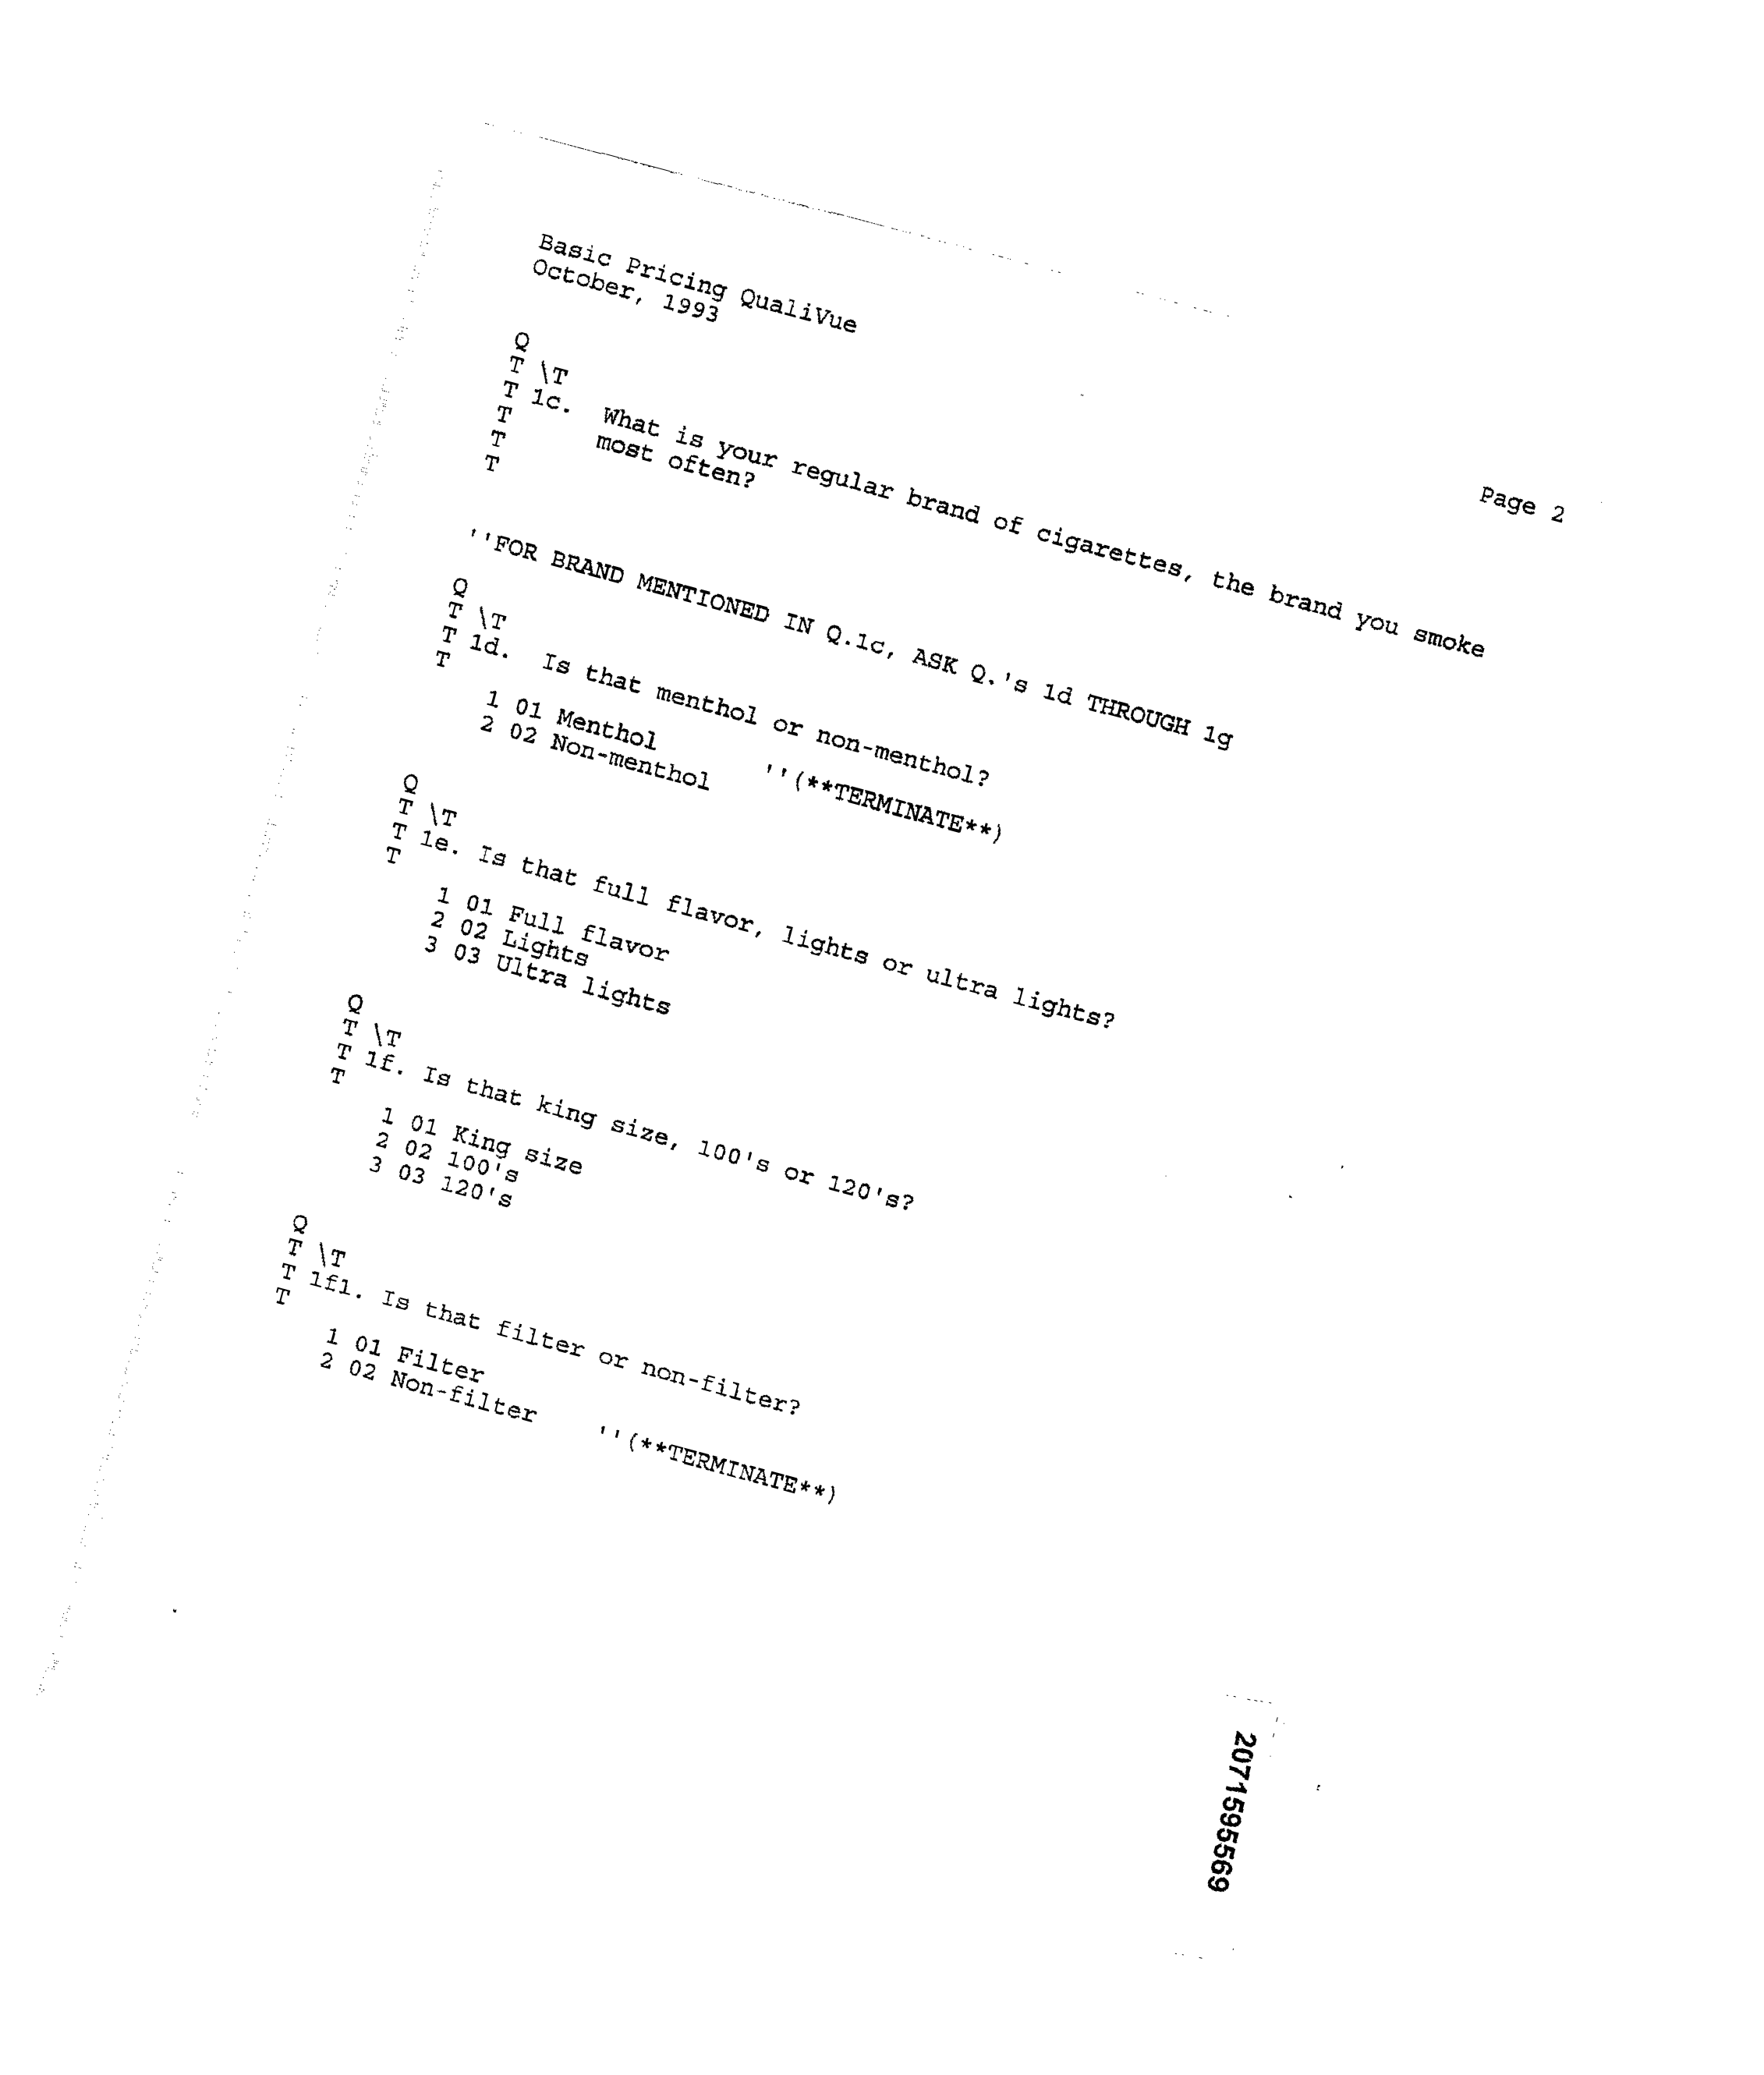 Basic Pricing QualiVue Page 2
October, 1993
Q
T \T
T 1c. What is your regular brand of cigarettes, the brand you smoke
T most often?
T
T
''FOR BRAND MENTIONED IN Q.1c, ASK Q.'s 1d THROUGH 1g
Q
T \T
T 1d. Is that menthol or non-menthol?
T
1 01 Menthol ''(**TERMINATE**)
2 02 Non-menthol
Q
T \T
T 1e. Is that full flavor, lights or ultra lights?
T
1 01 Full flavor
2 02 Lights
3 03 Ultra lights
Q
T \T
T 1f. Is that king size, 100's or 120's?
T
1 01 King size
2 02 100's
3 03 120's
Q
T \T
T 1f1. Is that filter or non-filter?
T
1 01 Filter
2 02 Non-filter ''(**TERMINATE**)
2071595569